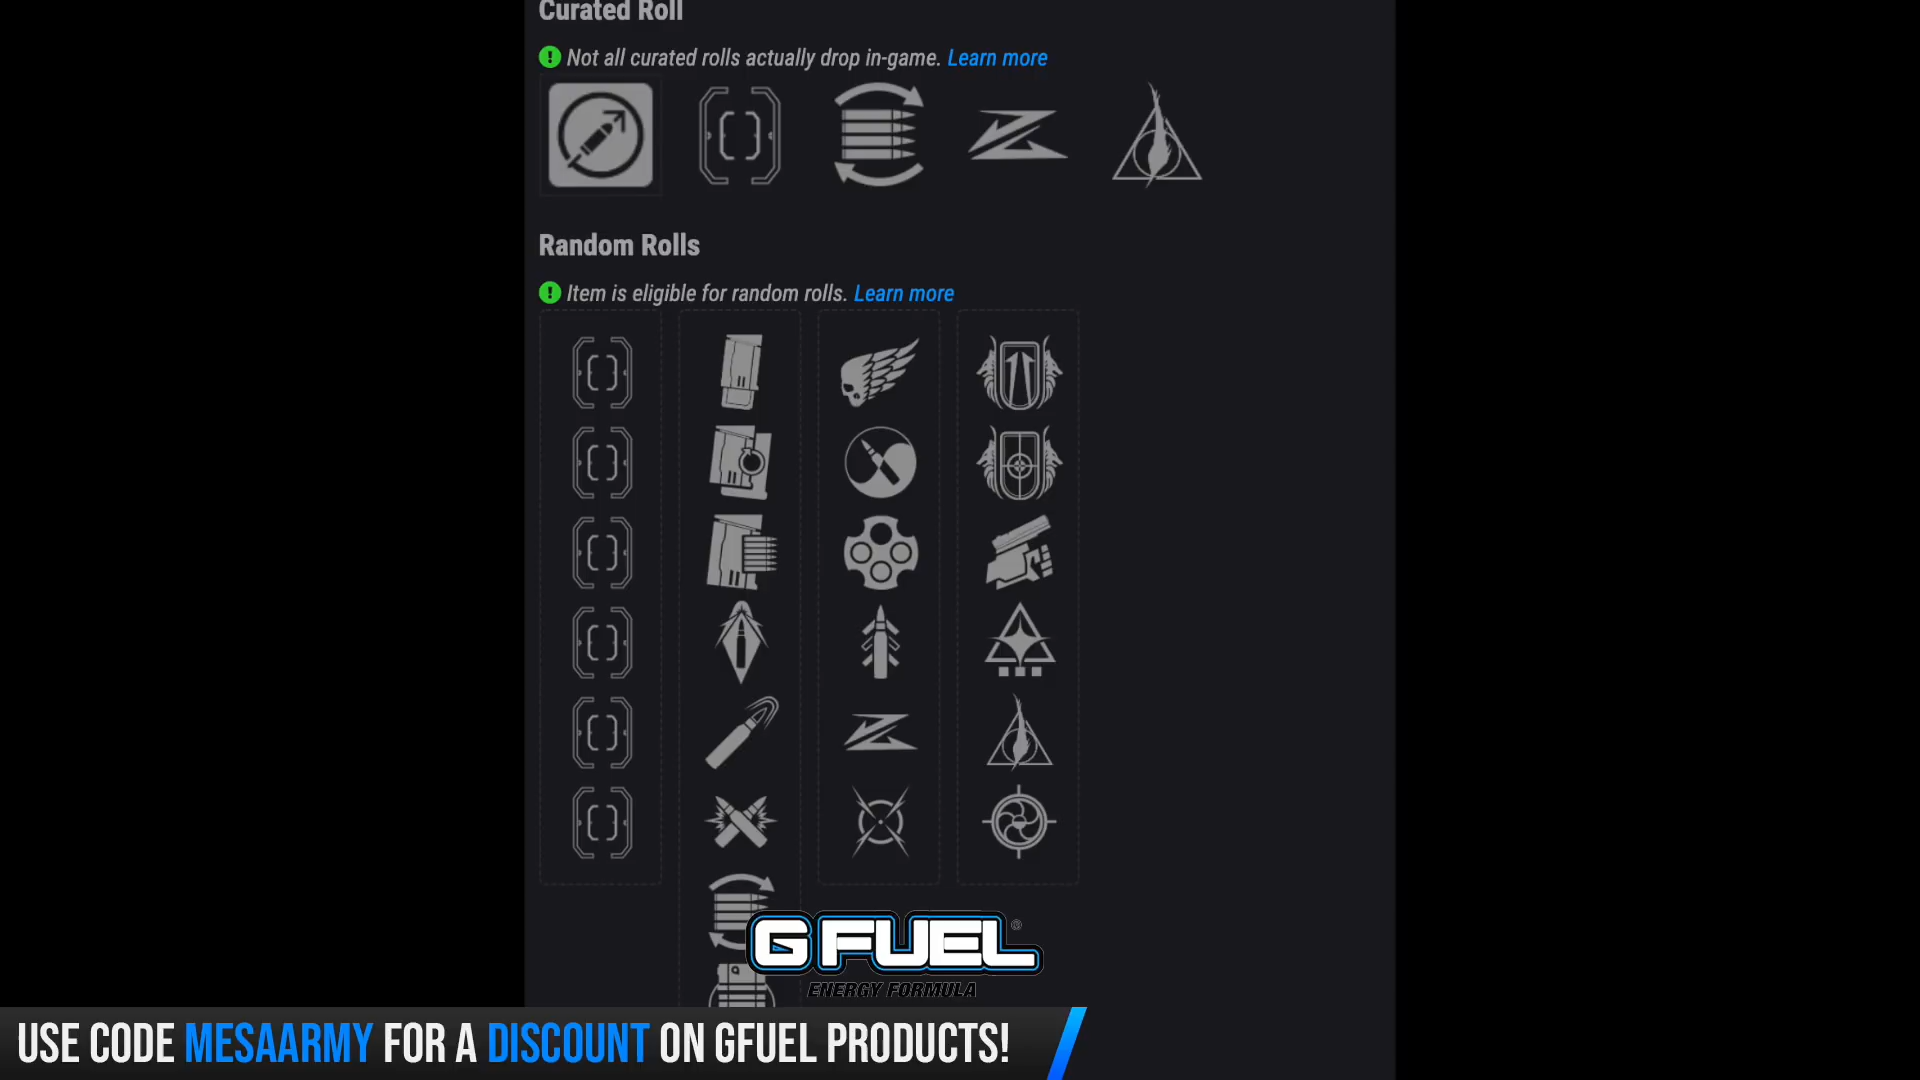 Curated Roll
Not all curated rolls actually drop in-game. Learn more
Random Rolls
Item is eligible for random rolls. Learn more
G FUEL®
ENERGY FORMULA
USE CODE MESAARMY FOR A DISCOUNT ON GFUEL PRODUCTS!